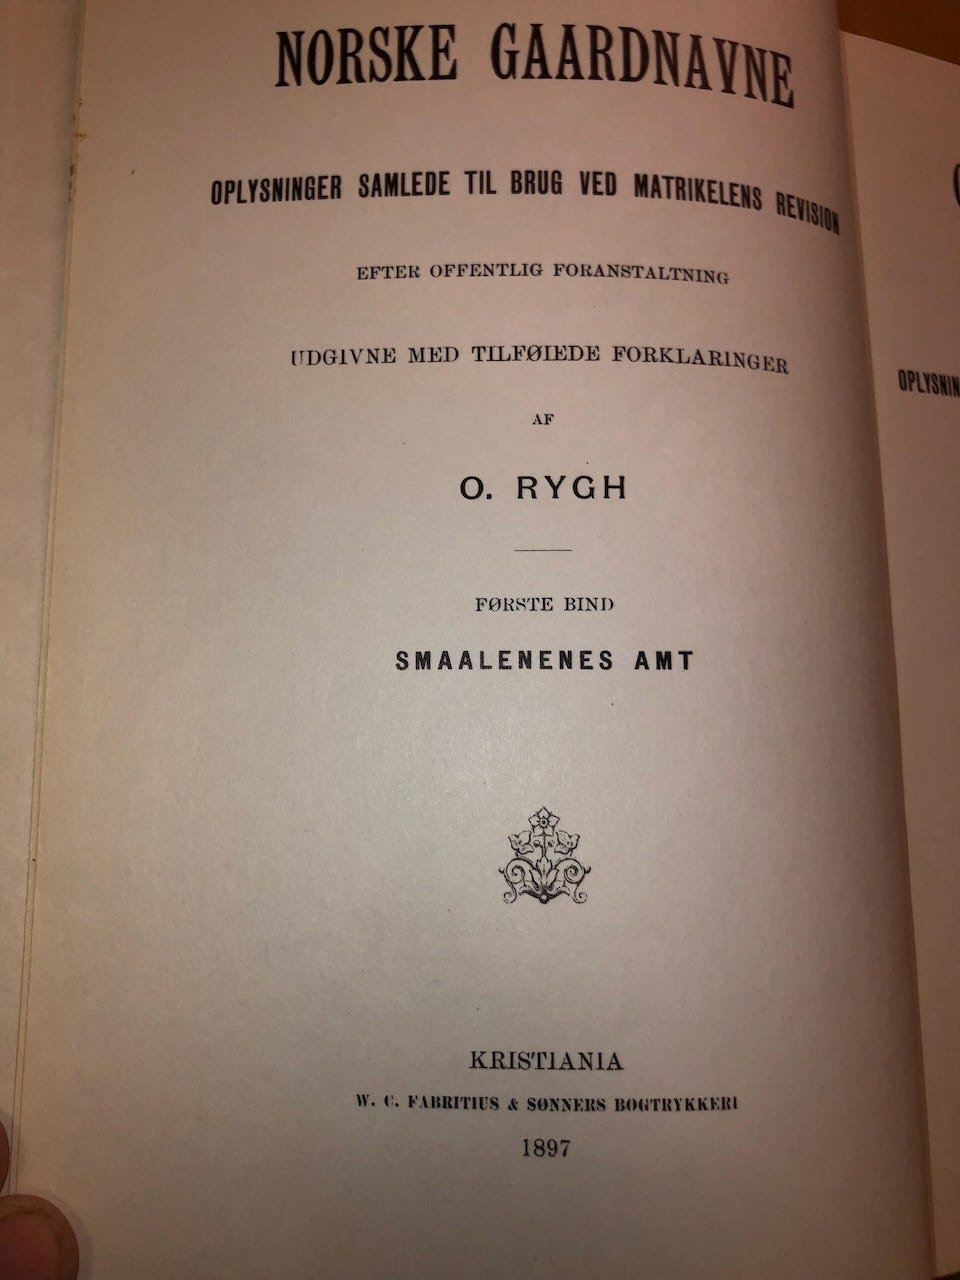 NORSKE GAARDNAVNE
OPLYSNINGER SAMLEDE TIL BRUG VED MATRIKELENS REVISION
EFTER OFFENTLIG FORANSTALTNING
UDGIVNE MED TILFØIEDE FORKLARINGER
AF
O. RYGH
FØRSTE BIND
SMAALENENES AMT
KRISTIANIA
W. C. FABRITIUS & SØNNERS BOGTRYKKERI
1897
OPLYSNIN